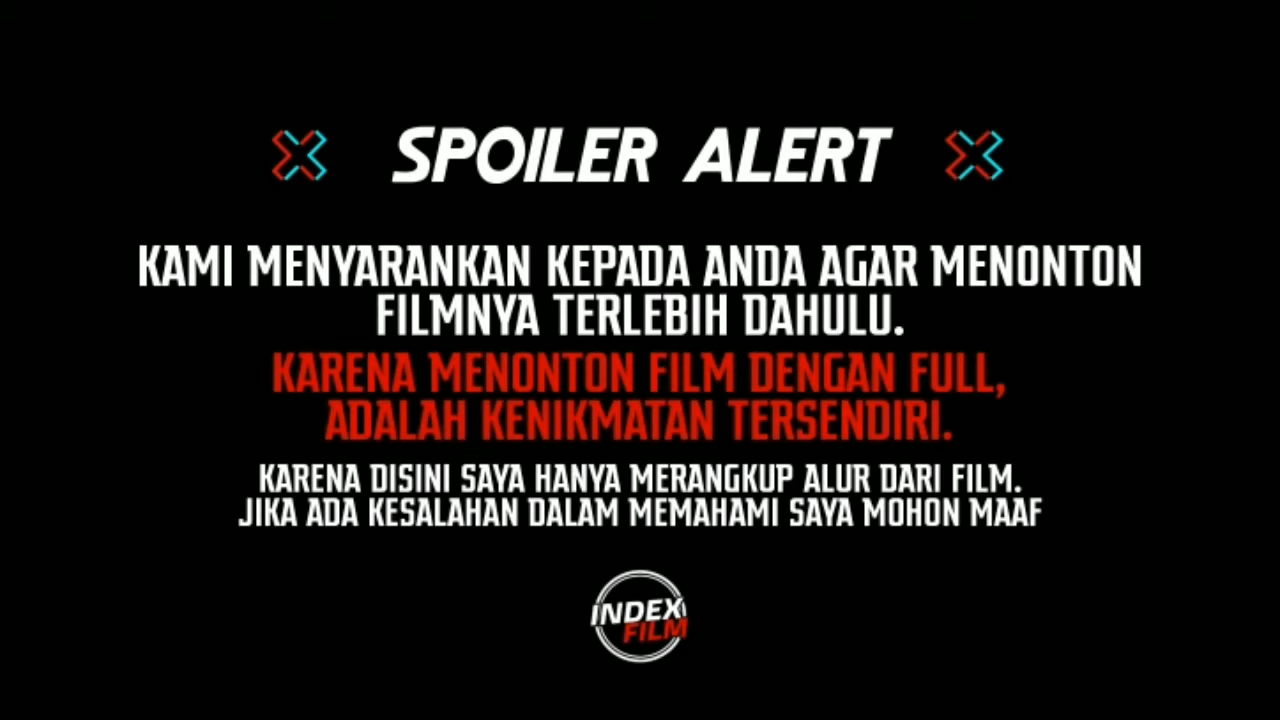 SPOILER ALERT
KAMI MENYARANKAN KEPADA ANDA AGAR MENONTON
FILMNYA TERLEBIH DAHULU.
KARENA MENONTON FILM DENGAN FULL,
ADALAH KENIKMATAN TERSENDIRI.
KARENA DISINI SAYA HANYA MERANGKUP ALUR DARI FILM.
JIKA ADA KESALAHAN DALAM MEMAHAMI SAYA MOHON MAAF
INDEX
FILM